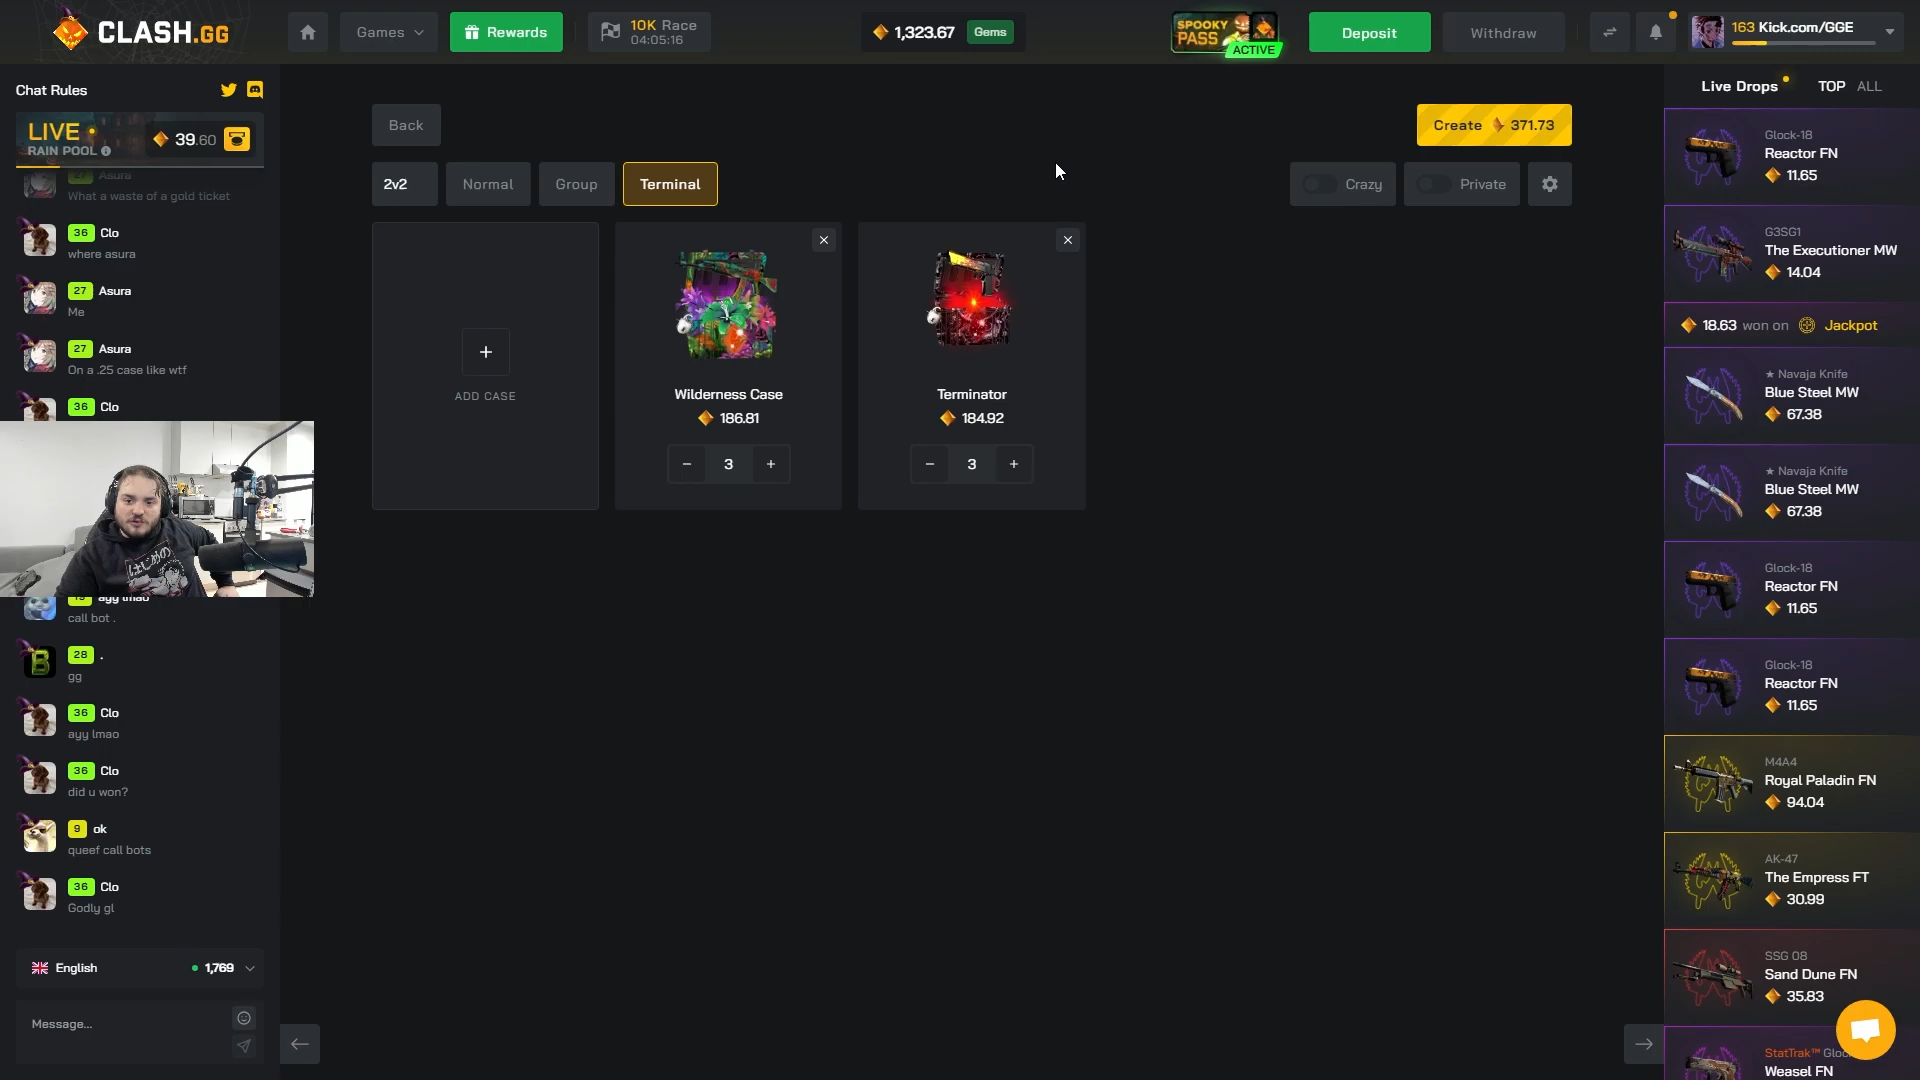 CLASH.GG
Games
Rewards
10K Race
04:05:16
1,323.67
Gems
SPOOKY
PASS
ACTIVE
Deposit
Withdraw
163 Kick.com/GGE
Chat Rules
LIVE
RAIN POOL
39.60
27 Asura
What a waste of a gold ticket
36 Clo
where asura
27 Asura
Me
27 Asura
On a .25 case like wtf
36 Clo
ayy lmao
call bot .
28 .
gg
36 Clo
ayy lmao
36 Clo
did u won?
9 ok
queef call bots
36 Clo
Godly gl
English
1,769
Message...
Back
Create 371.73
2v2
Normal
Group
Terminal
Crazy
Private
ADD CASE
Wilderness Case
186.81
3
Terminator
184.92
3
Live Drops
TOP
ALL
Glock-18
Reactor FN
11.65
G3SG1
The Executioner MW
14.04
18.63 won on Jackpot
★ Navaja Knife
Blue Steel MW
67.38
★ Navaja Knife
Blue Steel MW
67.38
Glock-18
Reactor FN
11.65
Glock-18
Reactor FN
11.65
M4A4
Royal Paladin FN
94.04
AK-47
The Empress FT
30.99
SSG 08
Sand Dune FN
35.83
StatTrak™ Gloc
Weasel FN